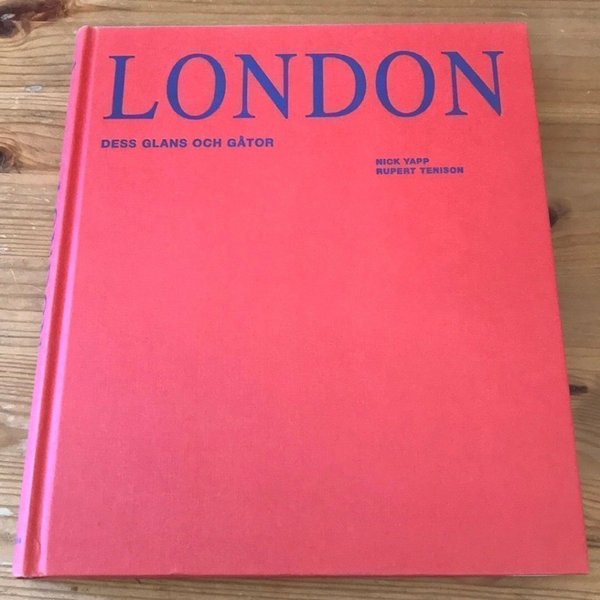 LONDON
DESS GLANS OCH GÅTOR
NICK YAPP
RUPERT TENISON